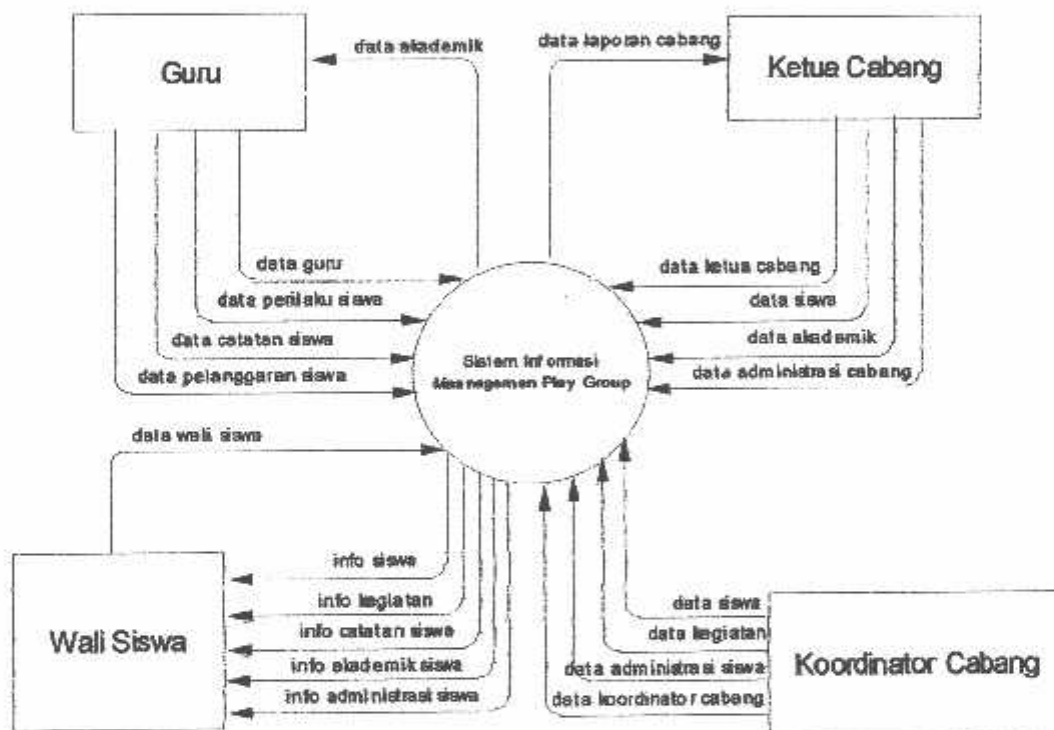 data akademik
data laporan cabang
Guru
Ketua Cabang
data guru
data ketua cabang
data perilaku siswa
data siswa
data catatan siswa
data akademik
data pelanggaran siswa
data administrasi cabang
Sistem Informasi
Manangemen Play Group
data wali siswa
info siswa
info kegiatan
info catatan siswa
info akademik siswa
info administrasi siswa
Wali Siswa
data siswa
data kegiatan
data administrasi siswa
data koordinator cabang
Koordinator Cabang